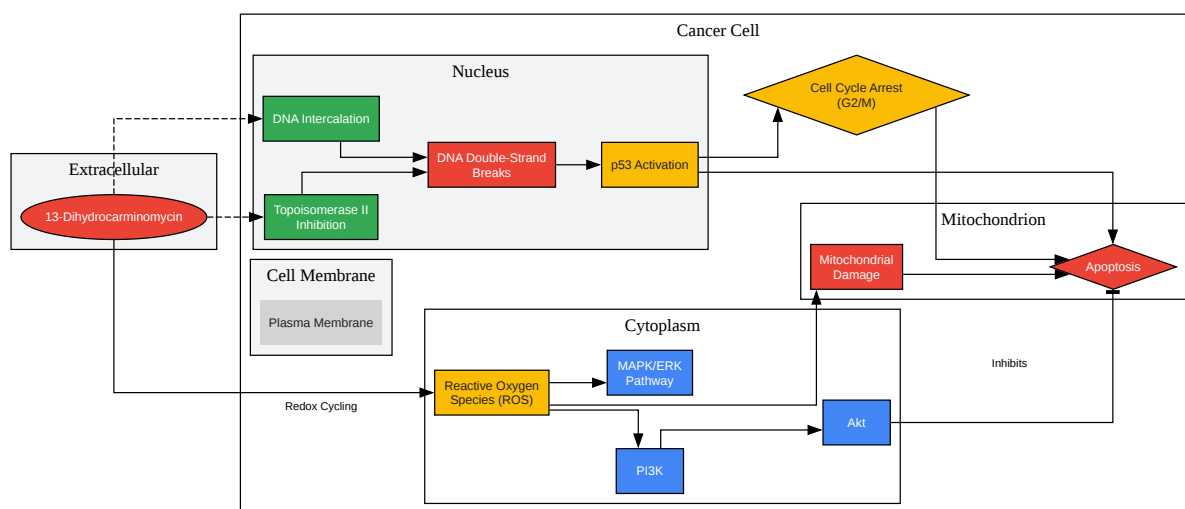 Cancer Cell
Nucleus
Cell Cycle Arrest
(G2/M)
DNA Intercalation
DNA Double-Strand
Breaks
p53 Activation
Extracellular
13-Dihydrocarminomycin
Topoisomerase II
Inhibition
Mitochondrion
Mitochondrial
Damage
Apoptosis
Cell Membrane
Plasma Membrane
Cytoplasm
MAPK/ERK
Pathway
Inhibits
Reactive Oxygen
Species (ROS)
Redox Cycling
Akt
PI3K